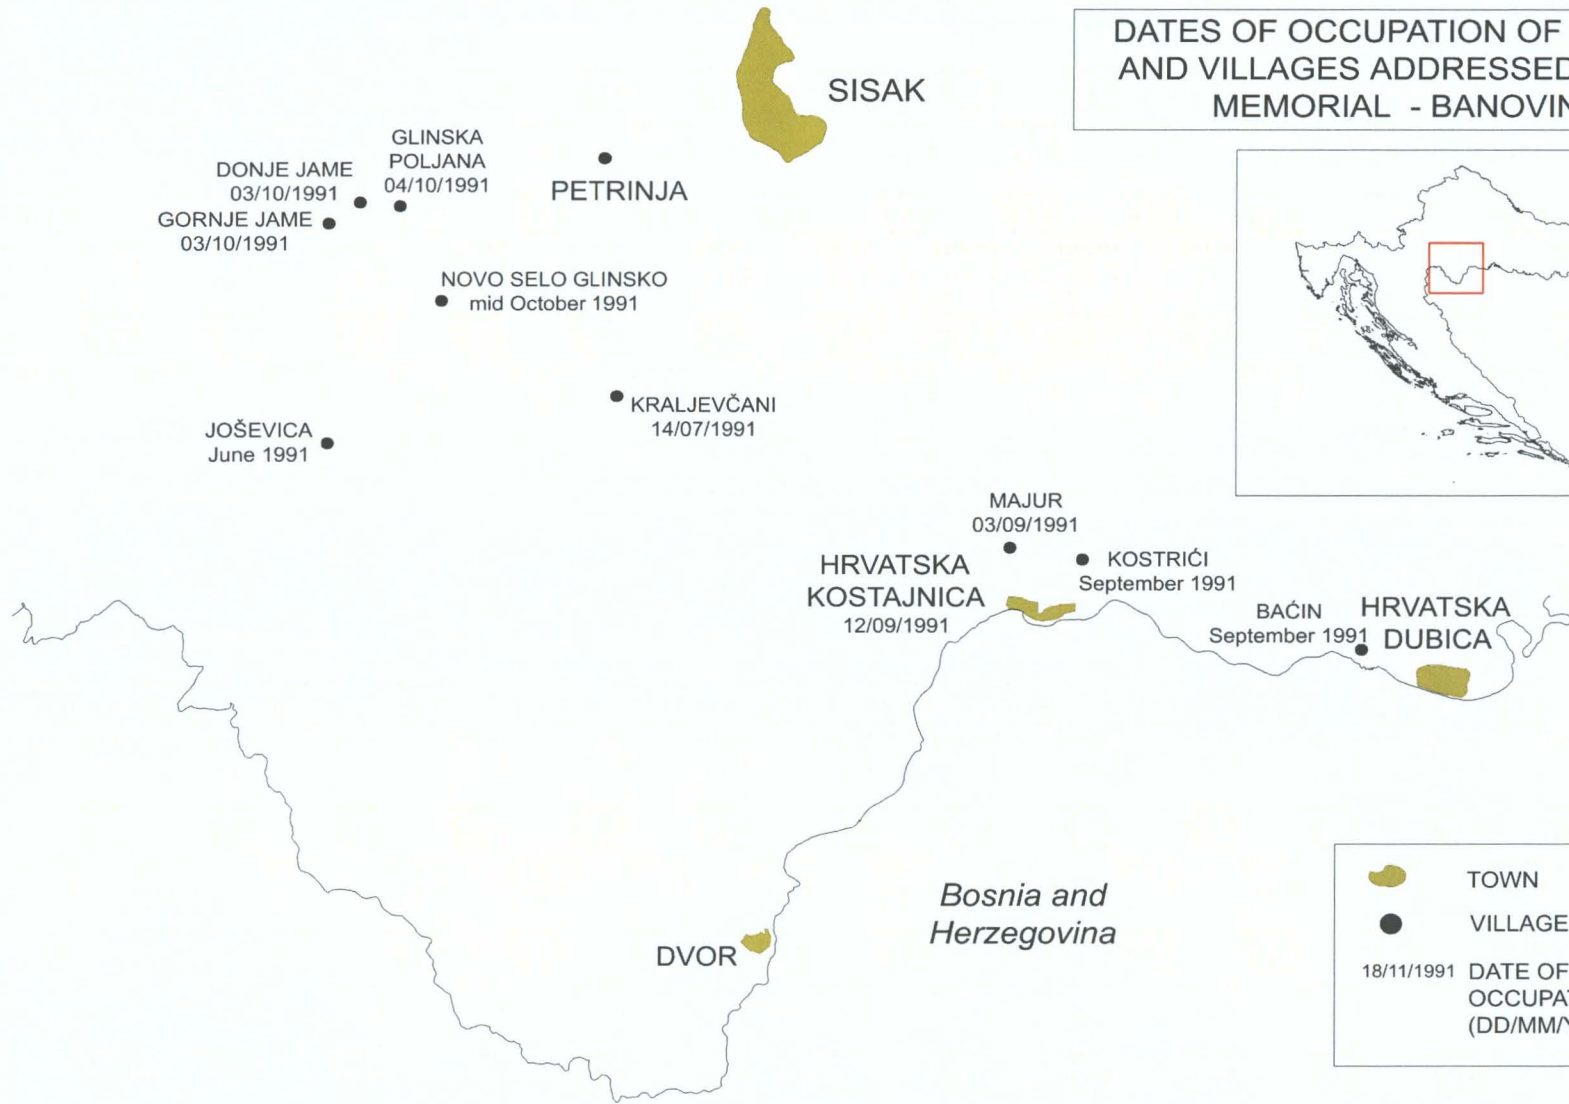 DATES OF OCCUPATION OF
AND VILLAGES ADDRESSED
MEMORIAL - BANOVIN
SISAK
GLINSKA
POLJANA
04/10/1991
DONJE JAME
03/10/1991
PETRINJA
GORNJE JAME
03/10/1991
NOVO SELO GLINSKO
mid October 1991
KRALJEVČANI
14/07/1991
JOŠEVICA
June 1991
MAJUR
03/09/1991
HRVATSKA
KOSTAJNICA
12/09/1991
KOSTRIĆI
September 1991
BAĆIN
September 1991
HRVATSKA
DUBICA
Bosnia and
Herzegovina
DVOR
TOWN
VILLAGE
18/11/1991 DATE OF
OCCUPAT
(DD/MM/Y